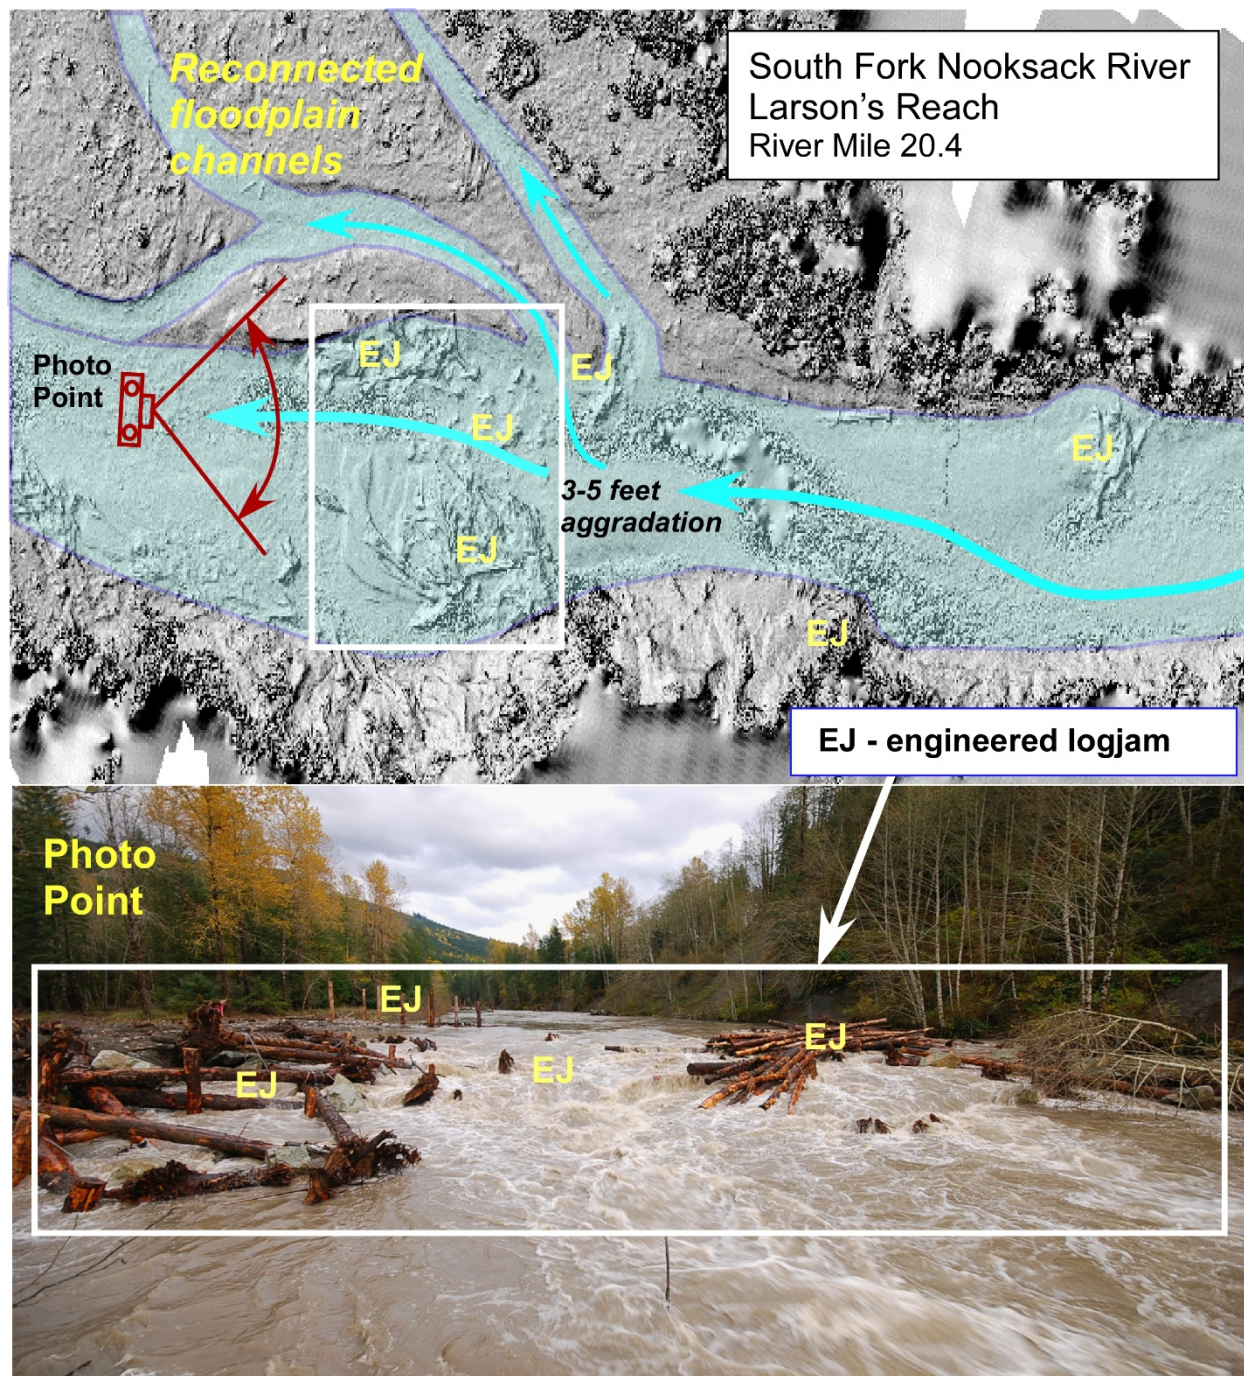 Reconnected
floodplain
channels
South Fork Nooksack River
Larson's Reach
River Mile 20.4
Photo
Point
EJ
EJ
EJ
EJ
EJ
EJ
3-5 feet
aggradation
EJ - engineered logjam
Photo
Point
EJ
EJ
EJ
EJ